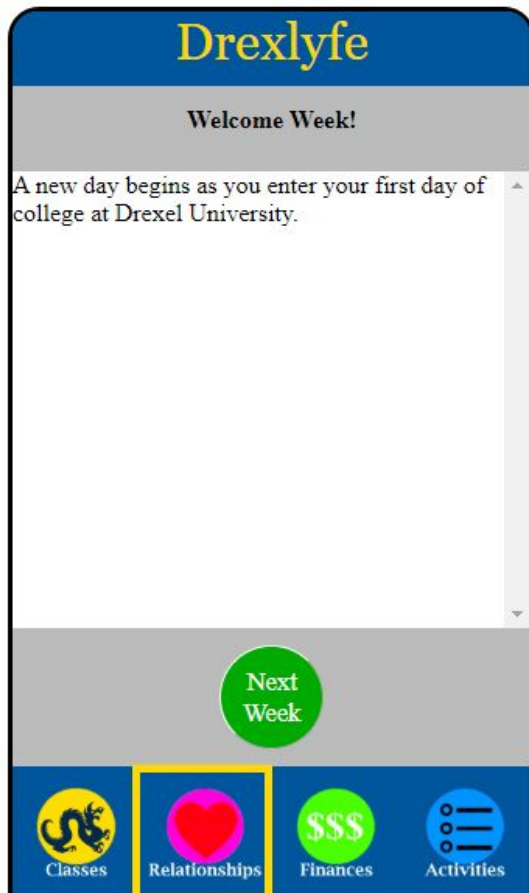 Drexlyfe
Welcome Week!
A new day begins as you enter your first day of
college at Drexel University.
Next
Week
$$$
Classes
Relationships
Finances
Activities